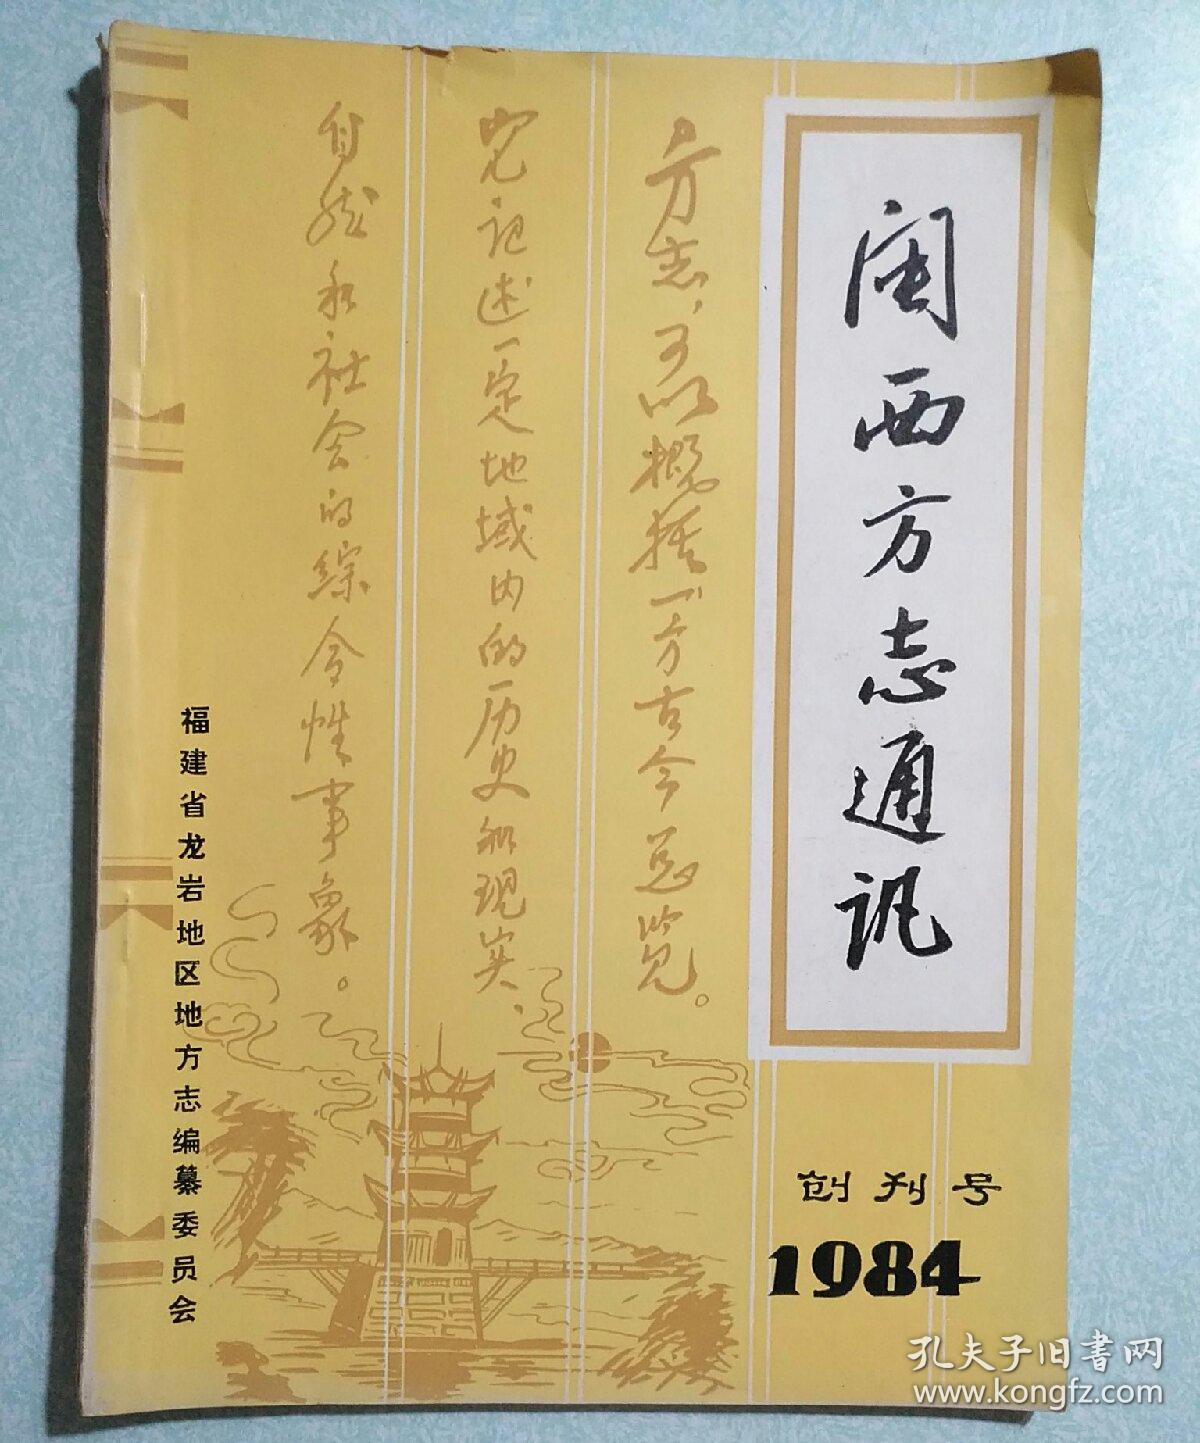 闽西方志通讯
方志,可以概括一方古今总览。
它记述一定地域内的历史和现实、
自然和社会的综合性事象。
福建省龙岩地区地方志编纂委员会
创刊号
1984
孔夫子旧书网
www.kongfz.com